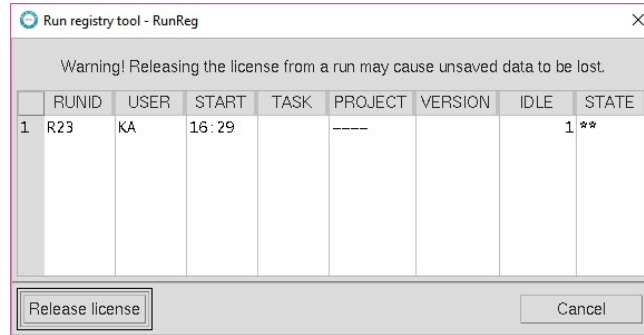 Run registry tool - RunReg
Warning! Releasing the license from a run may cause unsaved data to be lost.
RUNID USER START TASK PROJECT VERSION IDLE STATE
1 R23 KA 16:29 ---- 1 **
Release license Cancel